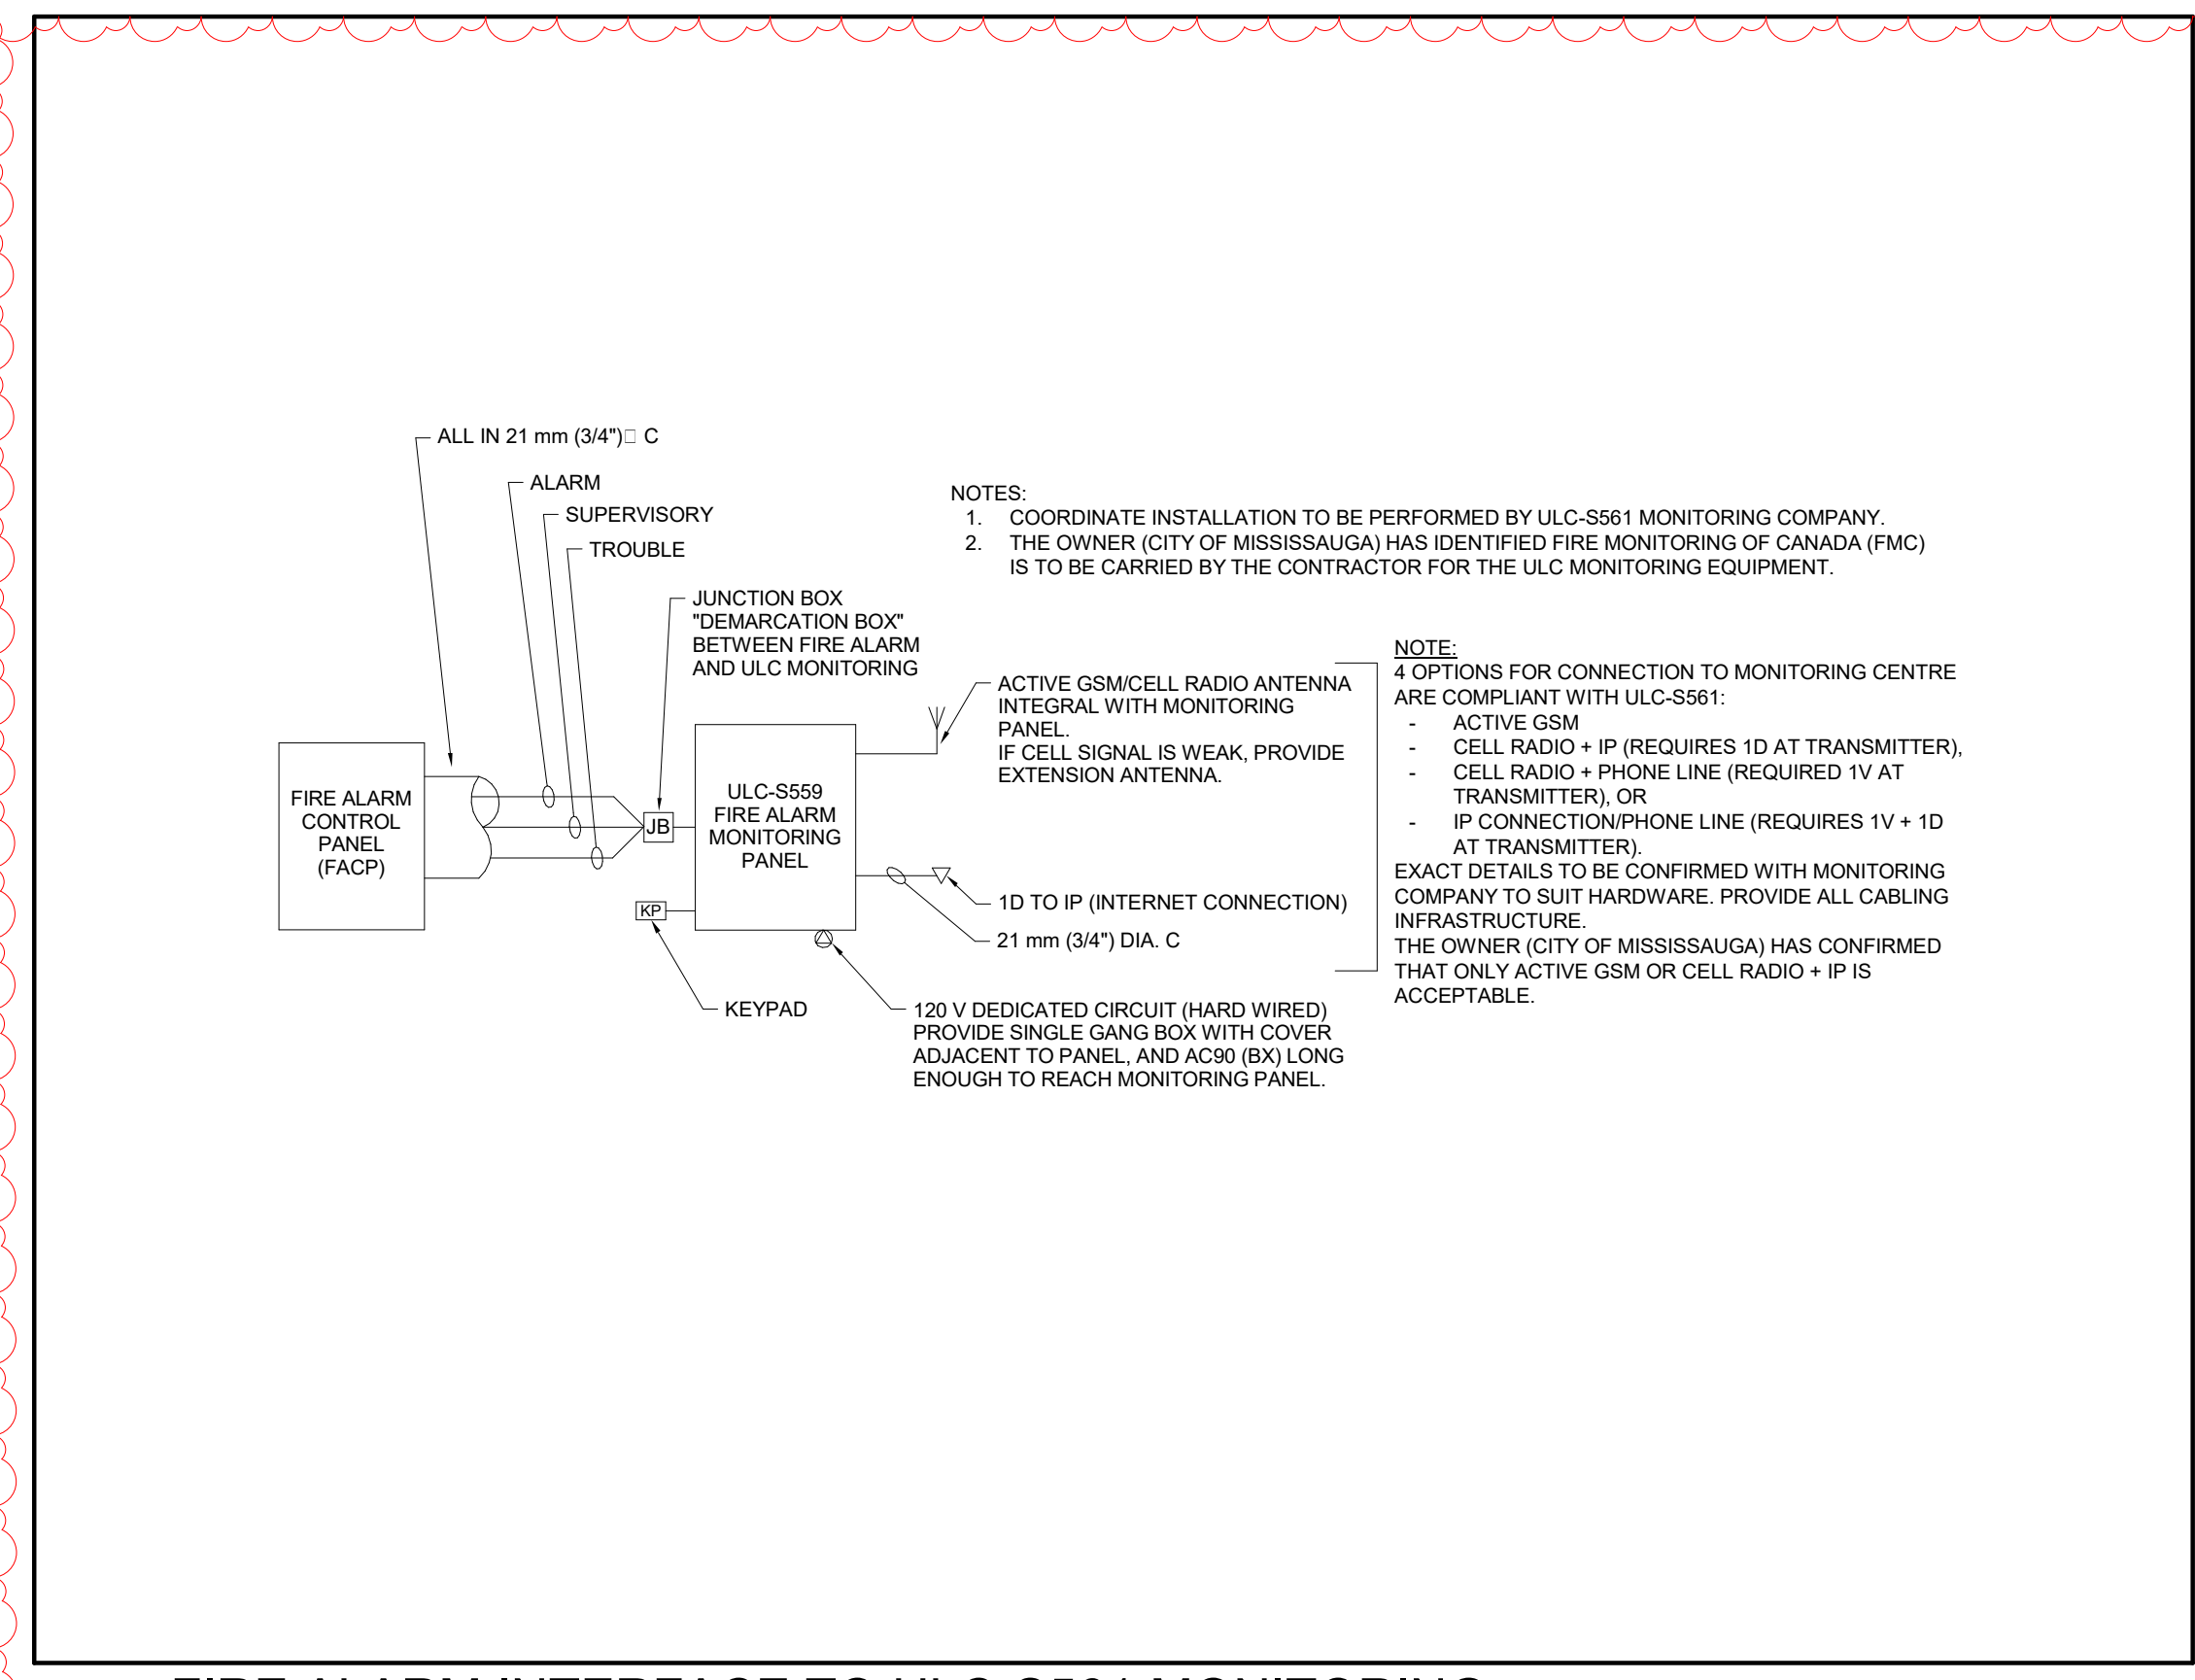 ALL IN 21 mm (3/4")□ C
ALARM
SUPERVISORY
TROUBLE
JUNCTION BOX
"DEMARCATION BOX"
BETWEEN FIRE ALARM
AND ULC MONITORING
NOTES:
1. COORDINATE INSTALLATION TO BE PERFORMED BY ULC-S561 MONITORING COMPANY.
2. THE OWNER (CITY OF MISSISSAUGA) HAS IDENTIFIED FIRE MONITORING OF CANADA (FMC)
IS TO BE CARRIED BY THE CONTRACTOR FOR THE ULC MONITORING EQUIPMENT.
FIRE ALARM
CONTROL
PANEL
(FACP)
JB
ULC-S559
FIRE ALARM
MONITORING
PANEL
KP
KEYPAD
ACTIVE GSM/CELL RADIO ANTENNA
INTEGRAL WITH MONITORING
PANEL.
IF CELL SIGNAL IS WEAK, PROVIDE
EXTENSION ANTENNA.
1D TO IP (INTERNET CONNECTION)
21 mm (3/4") DIA. C
120 V DEDICATED CIRCUIT (HARD WIRED)
PROVIDE SINGLE GANG BOX WITH COVER
ADJACENT TO PANEL, AND AC90 (BX) LONG
ENOUGH TO REACH MONITORING PANEL.
NOTE:
4 OPTIONS FOR CONNECTION TO MONITORING CENTRE
ARE COMPLIANT WITH ULC-S561:
- ACTIVE GSM
- CELL RADIO + IP (REQUIRES 1D AT TRANSMITTER),
- CELL RADIO + PHONE LINE (REQUIRED 1V AT
TRANSMITTER), OR
- IP CONNECTION/PHONE LINE (REQUIRES 1V + 1D
AT TRANSMITTER).
EXACT DETAILS TO BE CONFIRMED WITH MONITORING
COMPANY TO SUIT HARDWARE. PROVIDE ALL CABLING
INFRASTRUCTURE.
THE OWNER (CITY OF MISSISSAUGA) HAS CONFIRMED
THAT ONLY ACTIVE GSM OR CELL RADIO + IP IS
ACCEPTABLE.
FIRE ALARM INTERFACE TO ULC-S561 MONITORING